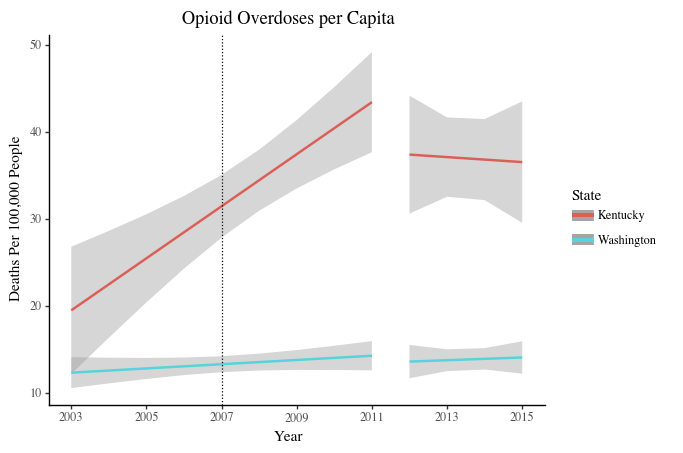 Opioid Overdoses per Capita
Deaths Per 100,000 People
50
40
30
20
10
2003 2005 2007 2009 2011 2013 2015
Year
State
Kentucky
Washington